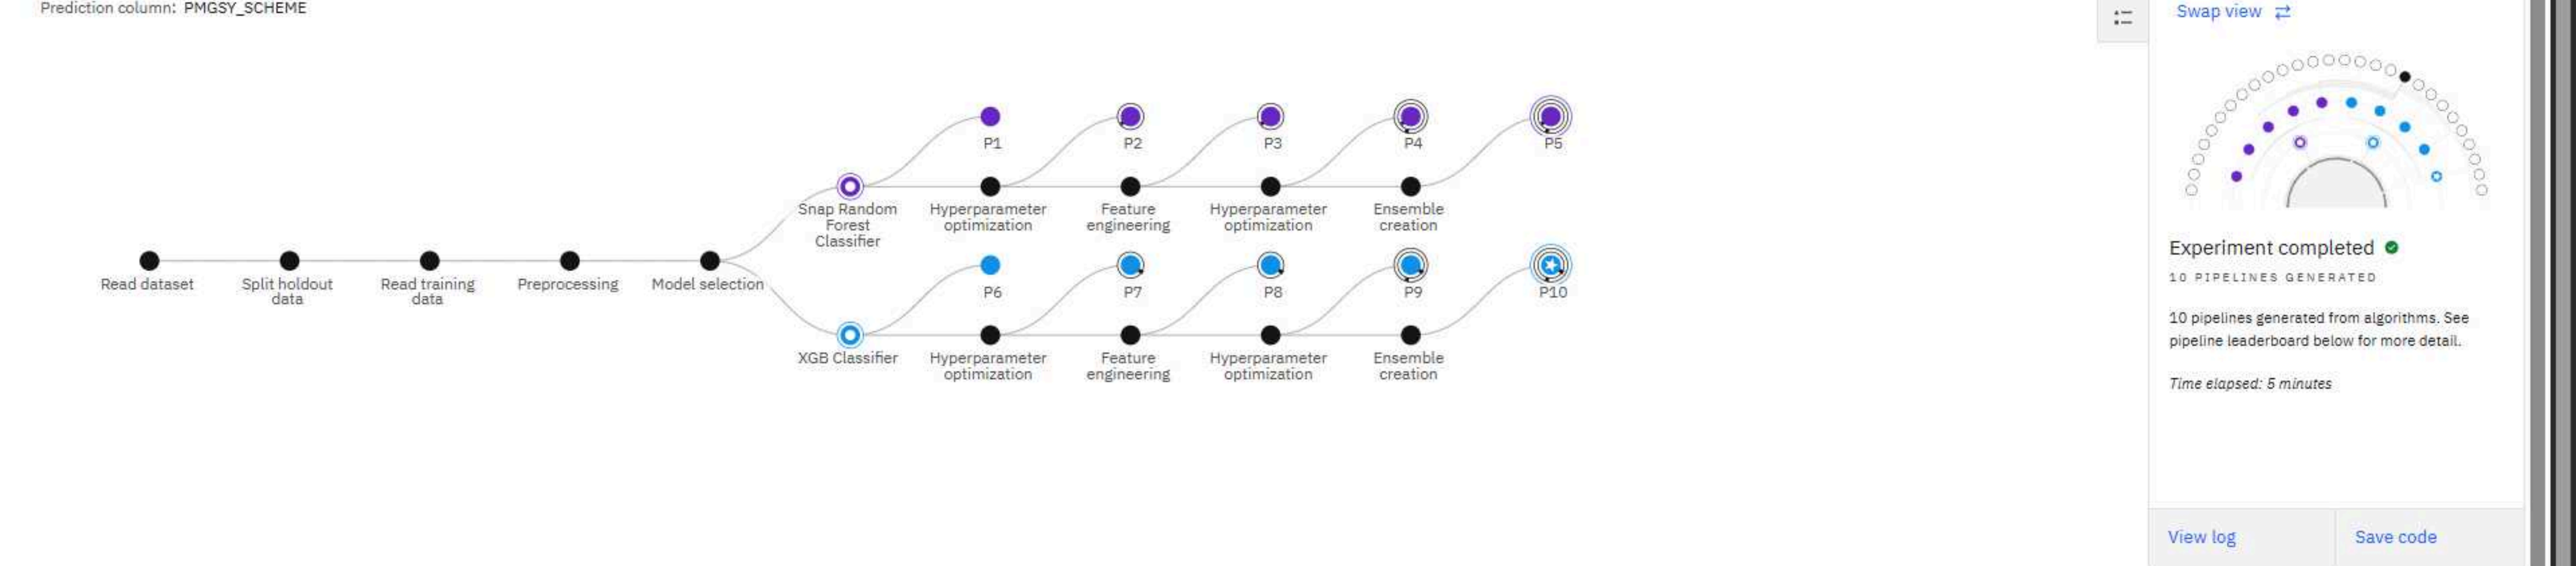 Prediction column: PMGSY_SCHEME
Swap view
P1
P2
P3
P4
P5
Snap Random
Forest
Classifier
Hyperparameter
optimization
Feature
engineering
Hyperparameter
optimization
Ensemble
creation
Read dataset
Split holdout
data
Read training
data
Preprocessing
Model selection
P6
P7
P8
P9
P10
XGB Classifier
Hyperparameter
optimization
Feature
engineering
Hyperparameter
optimization
Ensemble
creation
Experiment completed
10 PIPELINES GENERATED
10 pipelines generated from algorithms. See
pipeline leaderboard below for more detail.
Time elapsed: 5 minutes
View log
Save code